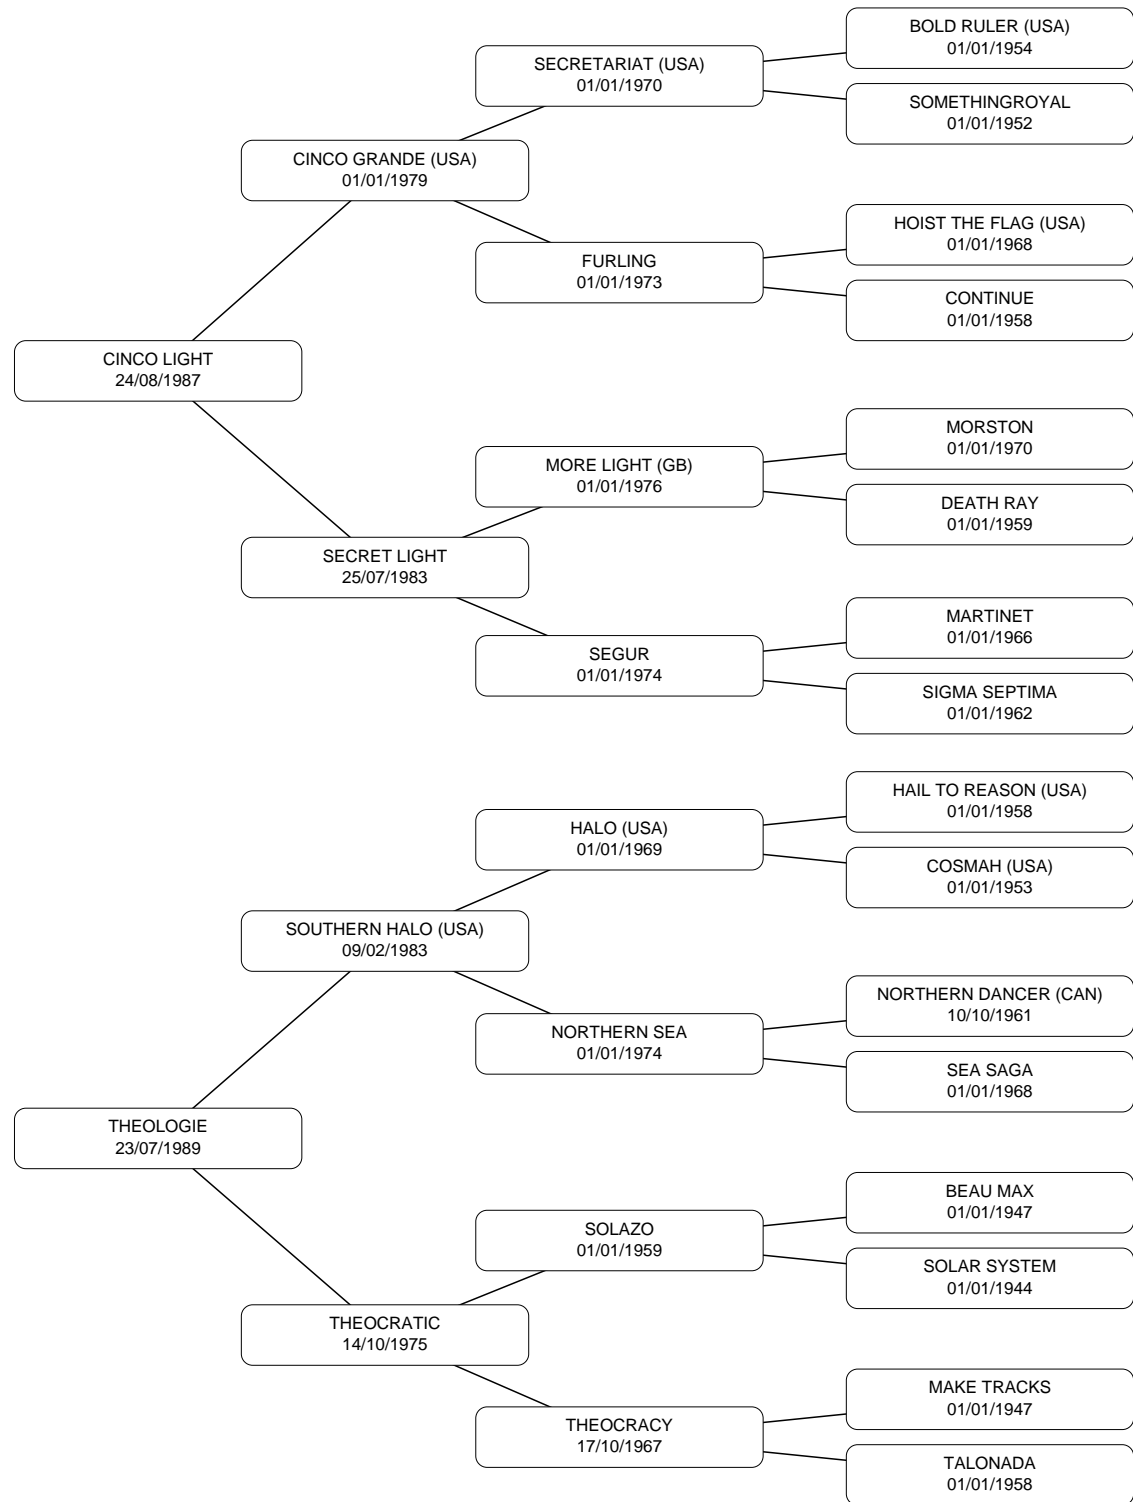 BOLD RULER (USA)
01/01/1954
SECRETARIAT (USA)
01/01/1970
SOMETHINGROYAL
01/01/1952
CINCO GRANDE (USA)
01/01/1979
HOIST THE FLAG (USA)
01/01/1968
FURLING
01/01/1973
CONTINUE
01/01/1958
CINCO LIGHT
24/08/1987
MORSTON
01/01/1970
MORE LIGHT (GB)
01/01/1976
DEATH RAY
01/01/1959
SECRET LIGHT
25/07/1983
MARTINET
01/01/1966
SEGUR
01/01/1974
SIGMA SEPTIMA
01/01/1962
HAIL TO REASON (USA)
01/01/1958
HALO (USA)
01/01/1969
COSMAH (USA)
01/01/1953
SOUTHERN HALO (USA)
09/02/1983
NORTHERN DANCER (CAN)
10/10/1961
NORTHERN SEA
01/01/1974
SEA SAGA
01/01/1968
THEOLOGIE
23/07/1989
BEAU MAX
01/01/1947
SOLAZO
01/01/1959
SOLAR SYSTEM
01/01/1944
THEOCRATIC
14/10/1975
MAKE TRACKS
01/01/1947
THEOCRACY
17/10/1967
TALONADA
01/01/1958